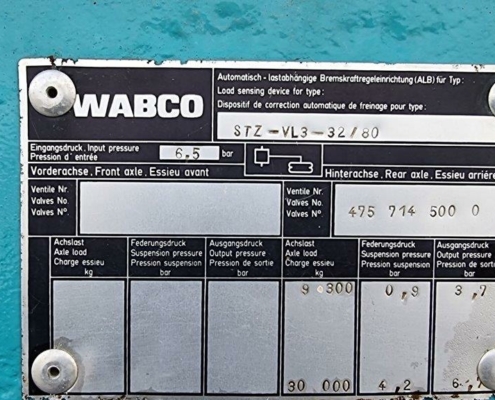 WABCO
Automatisch - lastabhängige Bremskraftregeleinrichtung (ALB) für Typ:
Load sensing device for type:
Dispositif de correction automatique de freinage pour type:
STZ-VL3-32/80
Eingangsdruck, Input pressure
Pression d'entrée 6,5 bar
Vorderachse, Front axle, Essieu avant
Hinterachse, Rear axle, Essieu arrière
Ventile Nr.
Valves No.
Valves N°.
Ventile Nr.
Valves No.
Valves N°.
475 714 500 0
Achslast Federungsdruck Ausgangsdruck Achslast Federungsdruck Ausgangsdruck
Axle load Suspension pressure Output pressure Axle load Suspension pressure Output pressure
Charge essieu Pression suspension Pression de sortie Charge essieu Pression suspension Pression de sortie
kg bar bar kg bar bar
9 300 0,9 3,7
30 000 4,2